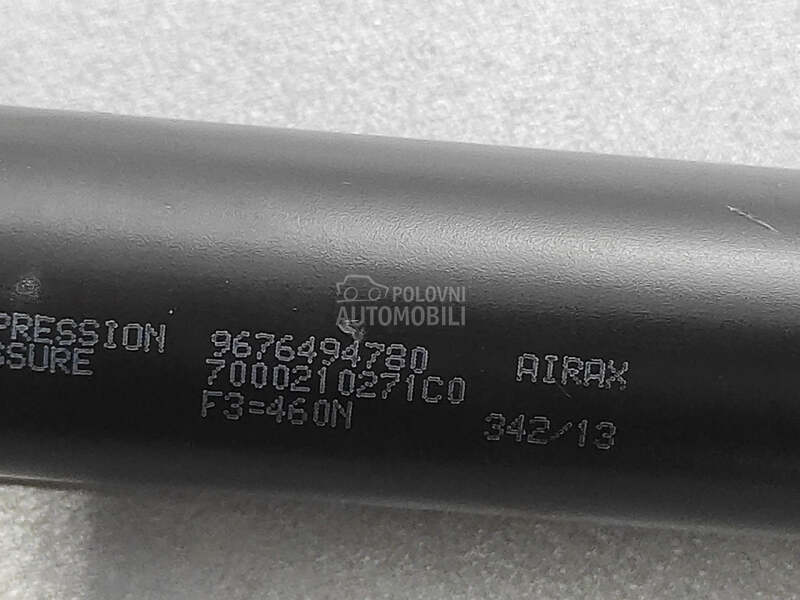 POLOVNI
AUTOMOBILI
PRESSION 9676494780 AIRAX
SSURE 7000210271C0
F3=460N 342/13